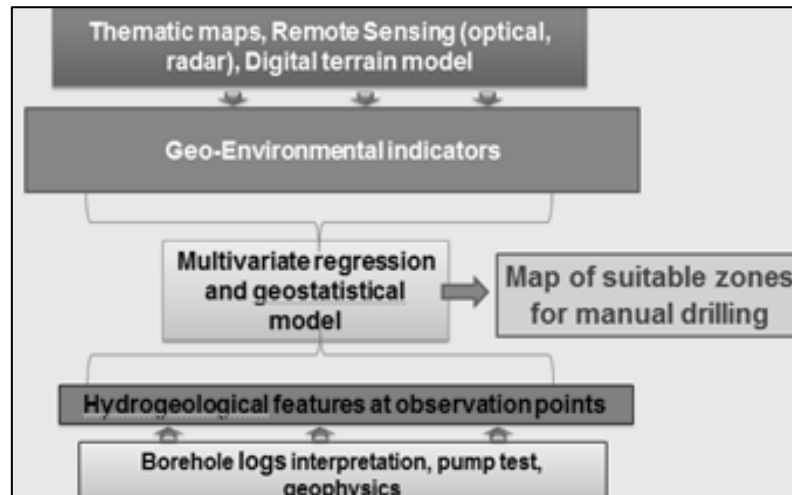 Thematic maps, Remote Sensing (optical,
radar), Digital terrain model
Geo-Environmental indicators
Multivariate regression
and geostatistical
model
Map of suitable zones
for manual drilling
Hydrogeological features at observation points
Borehole logs interpretation, pump test,
geophysics